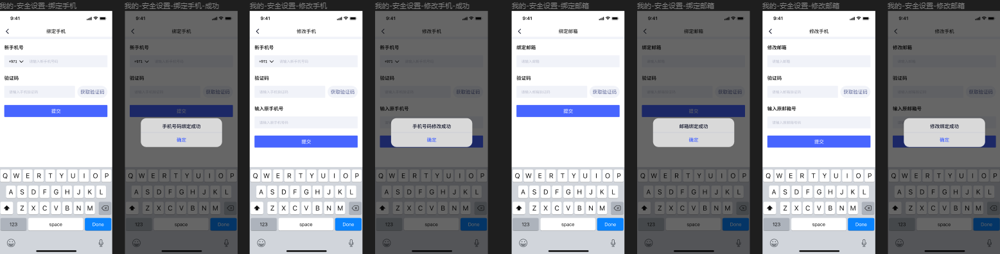 我的-安全设置-绑定手机
9:41
绑定手机
新手机号
+971 请输入原手机号码
验证码
请输入手机验证码 获取验证码
提交
Q W E R T Y U I O P
A S D F G H J K L
Z X C V B N M
123 space Done
我的-安全设置-绑定手机-成功
9:41
绑定手机
新手机号
+971
验证码
请输入手机验证码 获取验证码
提交
手机号码绑定成功
确定
Q W E R T Y U I O P
A S D F G H J K L
Z X C V B N M
123 space Done
我的-安全设置-修改手机
9:41
修改手机
新手机号
+971 请输入新手机号码
验证码
请输入手机验证码 获取验证码
输入原手机号
请输入原手机号码
提交
Q W E R T Y U I O P
A S D F G H J K L
Z X C V B N M
123 space Done
我的-安全设置-修改手机-成功
9:41
修改手机
新手机号
+971
验证码
请输入手机验证码 获取验证码
输入原手机号
手机号码修改成功
确定
Q W E R T Y U I O P
A S D F G H J K L
Z X C V B N M
123 space Done
我的-安全设置-绑定邮箱
9:41
绑定邮箱
绑定邮箱
请输入邮箱
验证码
请输入邮箱验证码 获取验证码
提交
Q W E R T Y U I O P
A S D F G H J K L
Z X C V B N M
123 space Done
我的-安全设置-绑定邮箱
9:41
绑定邮箱
绑定邮箱
请输入邮箱
验证码
请输入邮箱验证码 获取验证码
提交
邮箱绑定成功
确定
Q W E R T Y U I O P
A S D F G H J K L
Z X C V B N M
123 space Done
我的-安全设置-修改邮箱
9:41
修改手机
修改邮箱
请输入邮箱
验证码
请输入邮箱验证码 获取验证码
输入原邮箱号
请输入原邮箱号码
提交
Q W E R T Y U I O P
A S D F G H J K L
Z X C V B N M
123 space Done
我的-安全设置-修改邮箱
9:41
修改手机
修改邮箱
请输入邮箱
验证码
请输入邮箱验证码 获取验证码
输入原邮箱号
修改绑定成功
确定
Q W E R T Y U I O P
A S D F G H J K L
Z X C V B N M
123 space Done